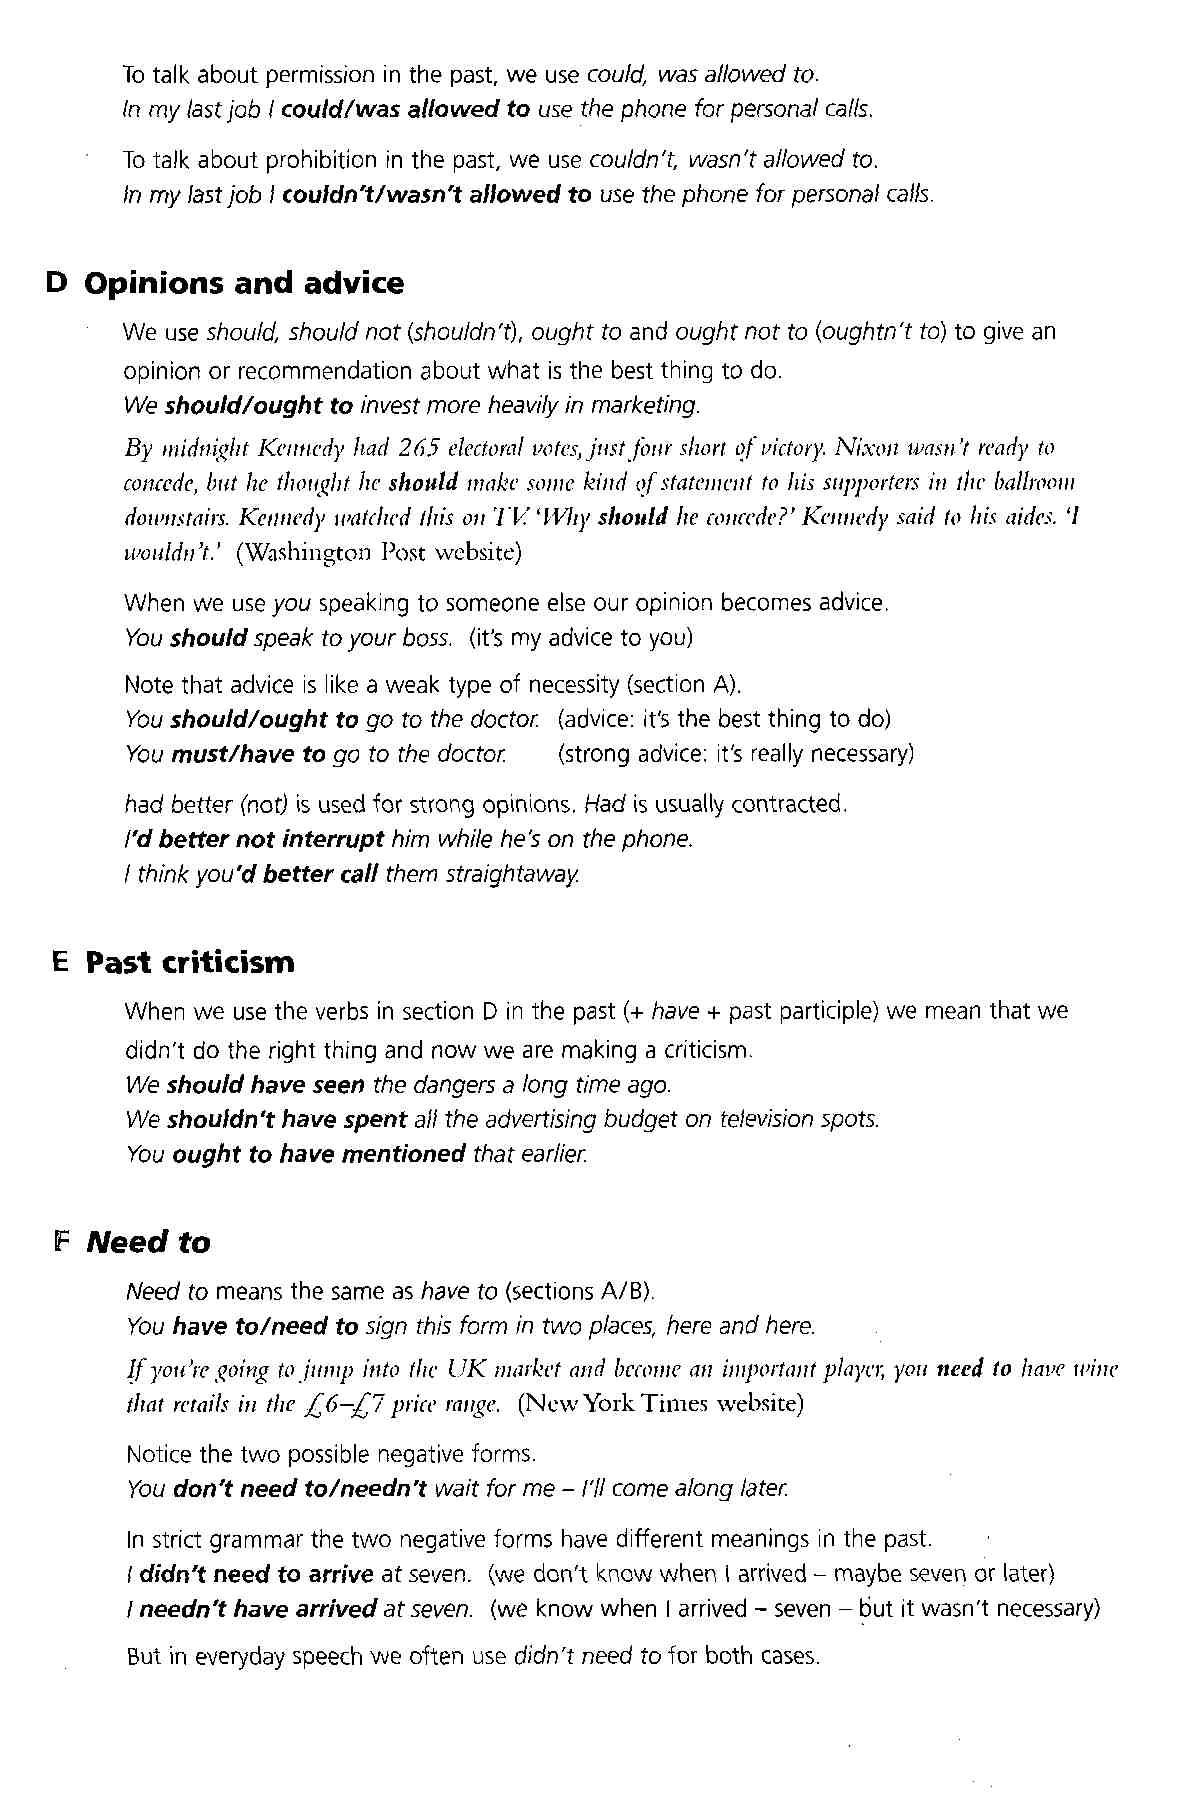 To talk about permission in the past, we use could, was allowed to.
In my last job I could/was allowed to use the phone for personal calls.
To talk about prohibition in the past, we use couldn't, wasn't allowed to.
In my last job I couldn't/wasn't allowed to use the phone for personal calls.
D Opinions and advice
We use should, should not (shouldn't), ought to and ought not to (oughtn't to) to give an
opinion or recommendation about what is the best thing to do.
We should/ought to invest more heavily in marketing.
By midnight Kennedy had 265 electoral votes, just four short of victory. Nixon wasn't ready to
concede, but he thought he should make some kind of statement to his supporters in the ballroom
downstairs. Kennedy watched this on TV. 'Why should he concede?' Kennedy said to his aides. 'I
wouldn't.' (Washington Post website)
When we use you speaking to someone else our opinion becomes advice.
You should speak to your boss. (it's my advice to you)
Note that advice is like a weak type of necessity (section A).
You should/ought to go to the doctor. (advice: it's the best thing to do)
You must/have to go to the doctor. (strong advice: it's really necessary)
had better (not) is used for strong opinions. Had is usually contracted.
I'd better not interrupt him while he's on the phone.
I think you'd better call them straightaway.
E Past criticism
When we use the verbs in section D in the past (+ have + past participle) we mean that we
didn't do the right thing and now we are making a criticism.
We should have seen the dangers a long time ago.
We shouldn't have spent all the advertising budget on television spots.
You ought to have mentioned that earlier.
F Need to
Need to means the same as have to (sections A/B).
You have to/need to sign this form in two places, here and here.
If you're going to jump into the UK market and become an important player, you need to have wine
that retails in the £6–£7 price range. (New York Times website)
Notice the two possible negative forms.
You don't need to/needn't wait for me – I'll come along later.
In strict grammar the two negative forms have different meanings in the past.
I didn't need to arrive at seven. (we don't know when I arrived – maybe seven or later)
I needn't have arrived at seven. (we know when I arrived – seven – but it wasn't necessary)
But in everyday speech we often use didn't need to for both cases.